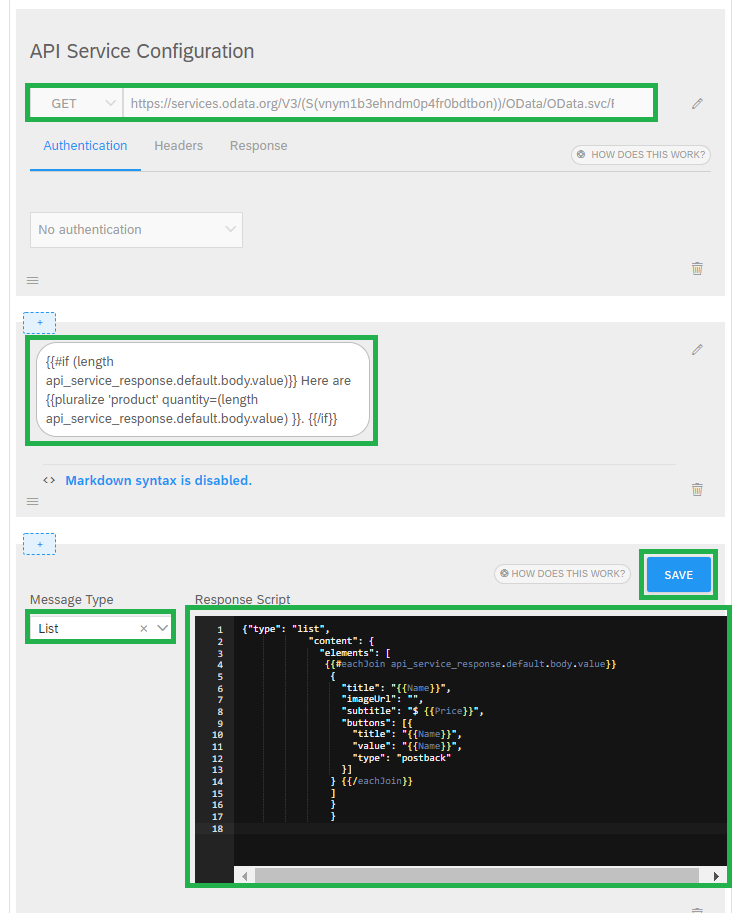 API Service Configuration
GET https://services.odata.org/V3/(S(vnym1b3ehndm0p4fr0bdtbon))/OData/OData.svc/
Authentication Headers Response
HOW DOES THIS WORK?
No authentication
+
{{#if (length
api_service_response.default.body.value)}} Here are
{{pluralize 'product' quantity=(length
api_service_response.default.body.value) }}. {{/if}}
<> Markdown syntax is disabled.
+
HOW DOES THIS WORK?
SAVE
Message Type
Response Script
List
1 {"type": "list",
2 "content": {
3 "elements": [
4 {{#eachJoin api_service_response.default.body.value}}
5 {
6 "title": "{{Name}}",
7 "imageUrl": "",
8 "subtitle": "$ {{Price}}",
9 "buttons": [{
10 "title": "{{Name}}",
11 "value": "{{Name}}",
12 "type": "postback"
13 }]
14 } {{/eachJoin}}
15 ]
16 }
17 }
18